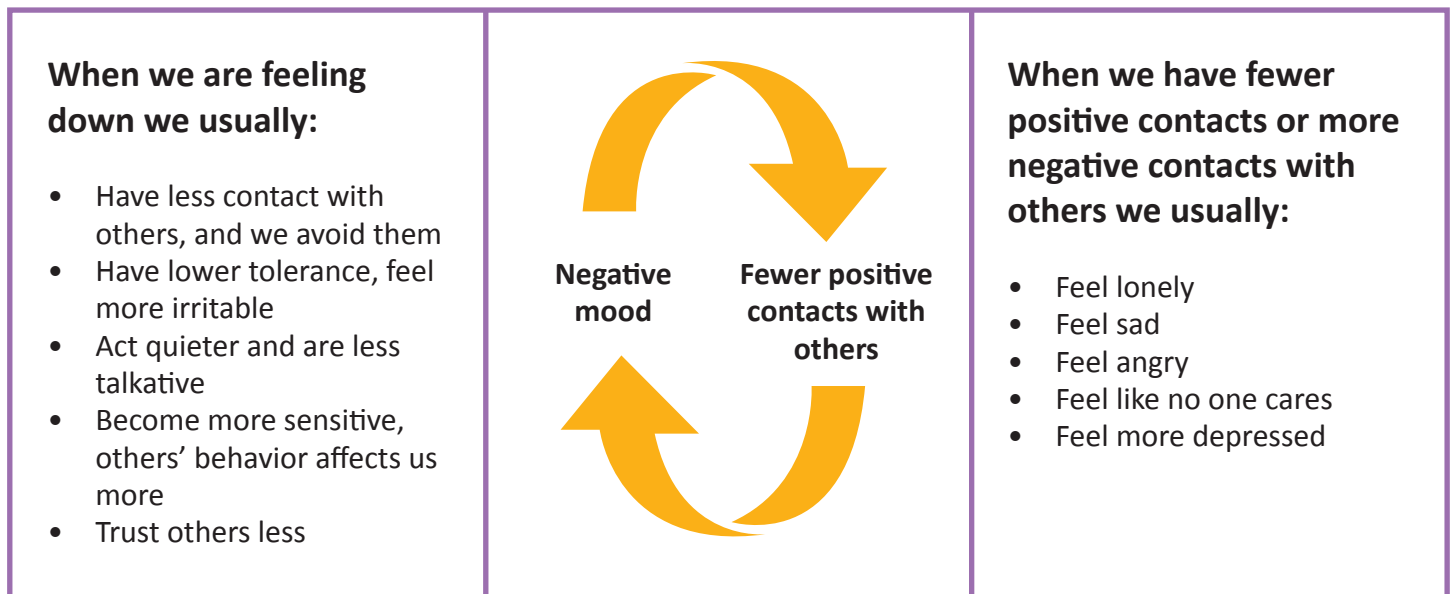 When we are feeling
down we usually:
• Have less contact with
others, and we avoid them
• Have lower tolerance, feel
more irritable
• Act quieter and are less
talkative
• Become more sensitive,
others’ behavior affects us
more
• Trust others less
Negative
mood
Fewer positive
contacts with
others
When we have fewer
positive contacts or more
negative contacts with
others we usually:
• Feel lonely
• Feel sad
• Feel angry
• Feel like no one cares
• Feel more depressed